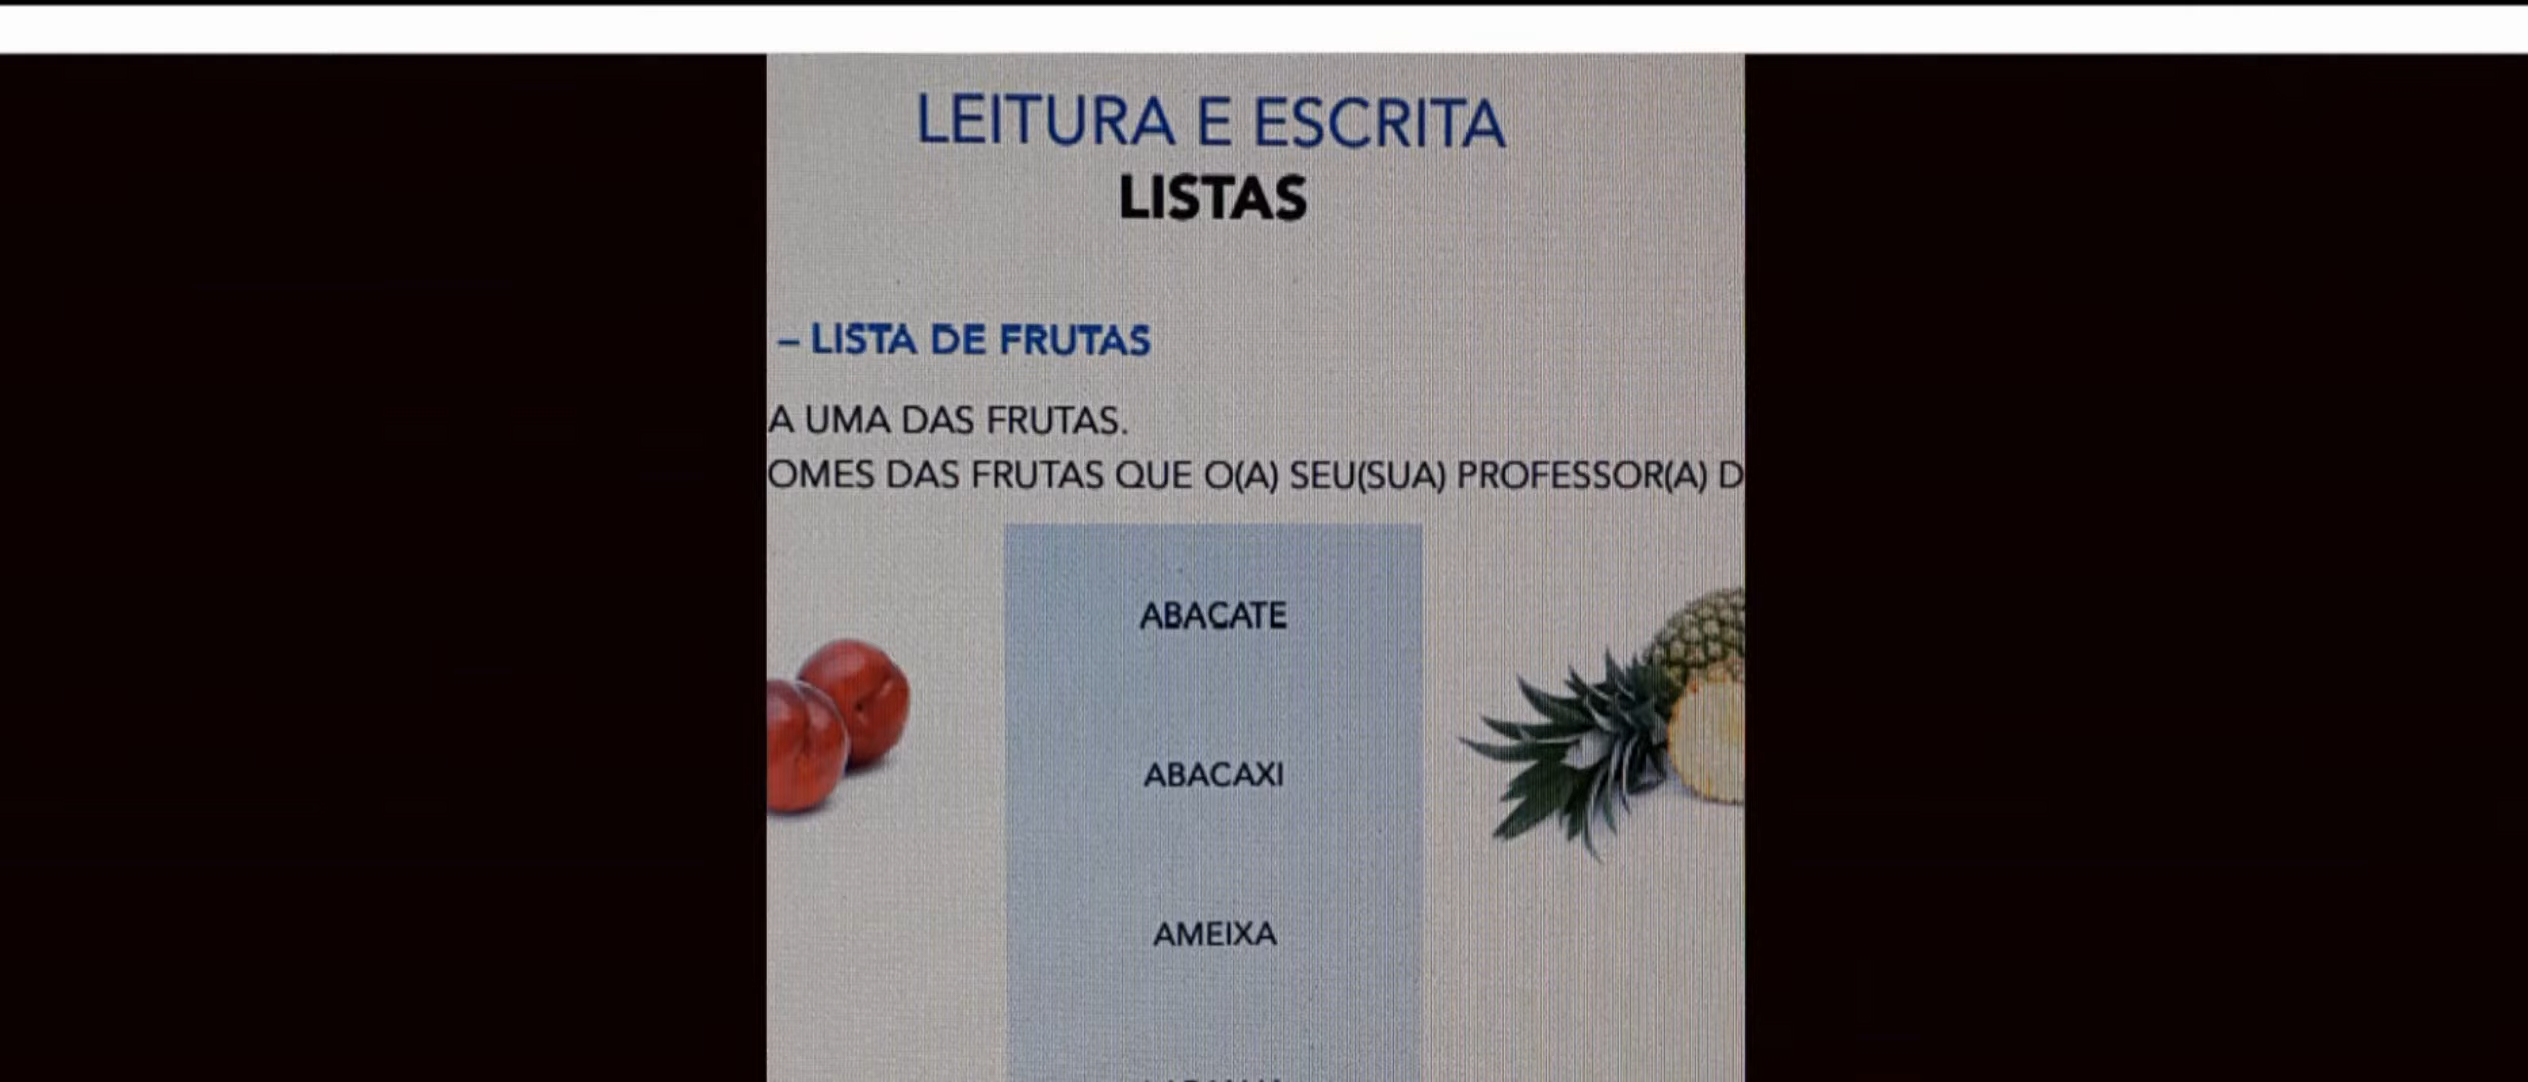 LEITURA E ESCRITA
LISTAS
– LISTA DE FRUTAS
A UMA DAS FRUTAS.
OMES DAS FRUTAS QUE O(A) SEU(SUA) PROFESSOR(A) D
ABACATE
ABACAXI
AMEIXA